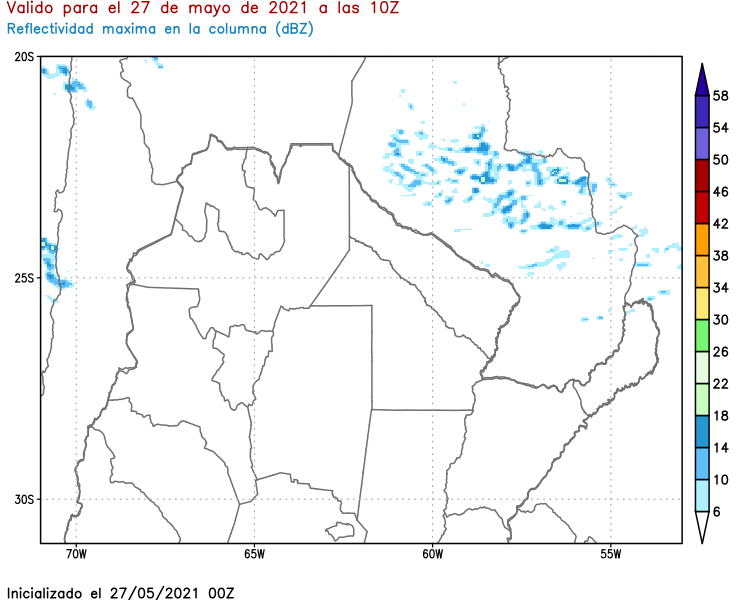 Valido para el 27 de mayo de 2021 a las 10Z
Reflectividad maxima en la columna (dBZ)
20S
25S
30S
70W
65W
60W
55W
58
54
50
46
42
38
34
30
26
22
18
14
10
6
Inicializado el 27/05/2021 00Z